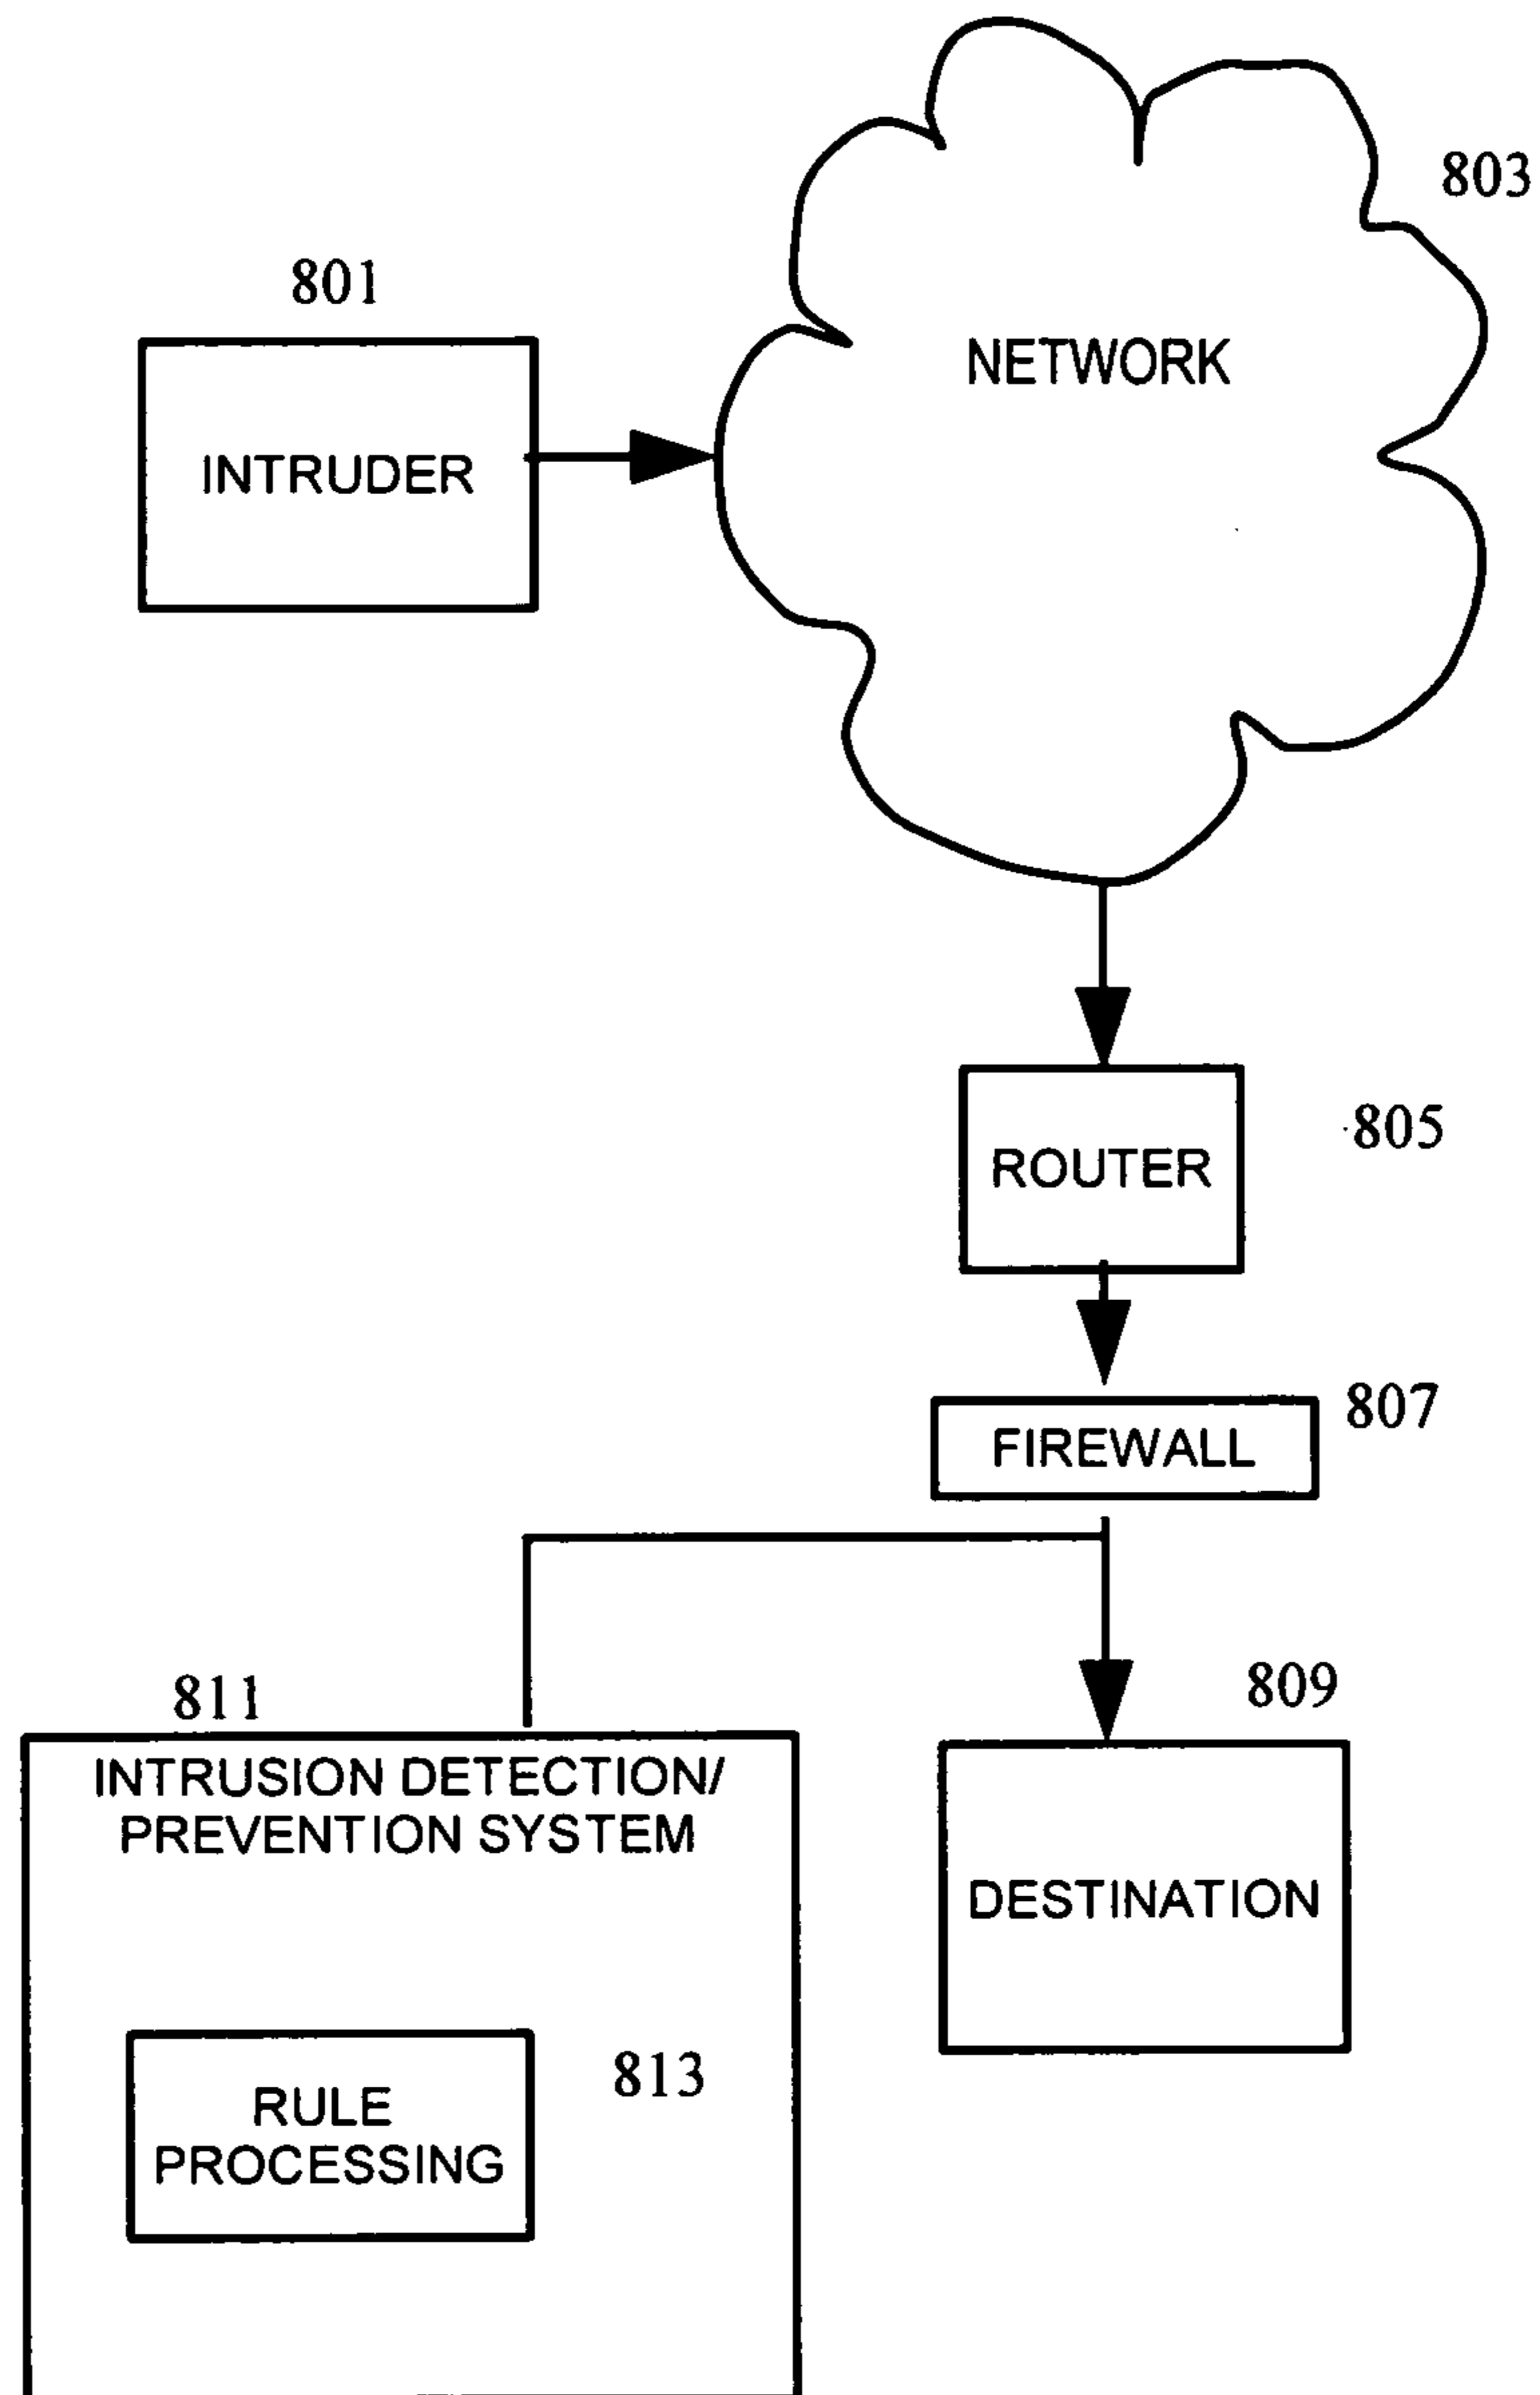 803
801
NETWORK
INTRUDER
805
ROUTER
807
FIREWALL
811
809
INTRUSION DETECTION/
PREVENTION SYSTEM
DESTINATION
813
RULE
PROCESSING